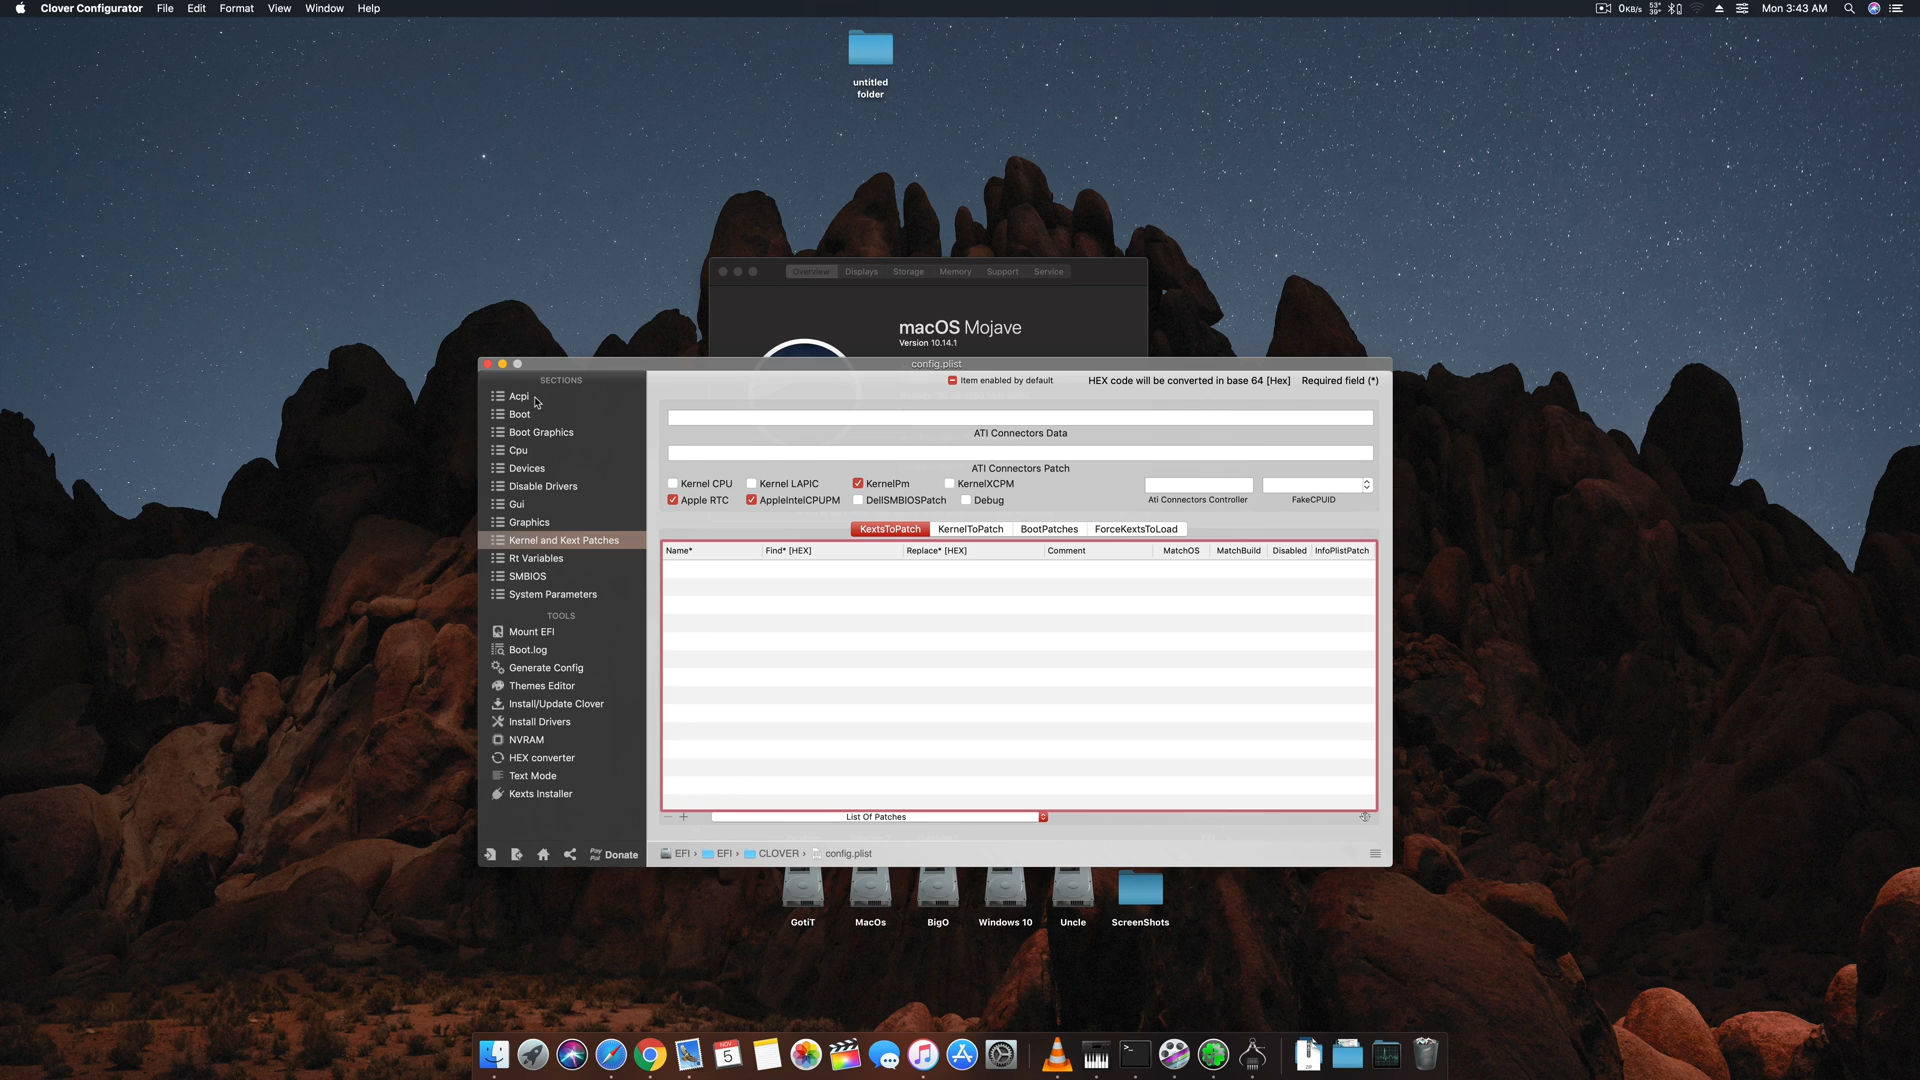 Clover Configurator File Edit Format View Window Help
0KB/s 53° 39° Mon 3:43 AM
untitled
folder
Overview Displays Storage Memory Support Service
macOS Mojave
Version 10.14.1
config.plist
SECTIONS
Acpi
Boot
Boot Graphics
Cpu
Devices
Disable Drivers
Gui
Graphics
Kernel and Kext Patches
Rt Variables
SMBIOS
System Parameters
TOOLS
Mount EFI
Boot.log
Generate Config
Themes Editor
Install/Update Clover
Install Drivers
NVRAM
HEX converter
Text Mode
Kexts Installer
Pay Pal Donate
Item enabled by default HEX code will be converted in base 64 [Hex] Required field (*)
ATI Connectors Data
ATI Connectors Patch
Kernel CPU Kernel LAPIC KernelPm KernelXCPM
Apple RTC AppleIntelCPUPM DellSMBIOSPatch Debug
Ati Connectors Controller FakeCPUID
KextsToPatch KernelToPatch BootPatches ForceKextsToLoad
Name* Find* [HEX] Replace* [HEX] Comment MatchOS MatchBuild Disabled InfoPlistPatch
− + List Of Patches
EFI › EFI › CLOVER › config.plist
GotiT MacOs BigO Windows 10 Uncle ScreenShots
NOV
5
ZIP